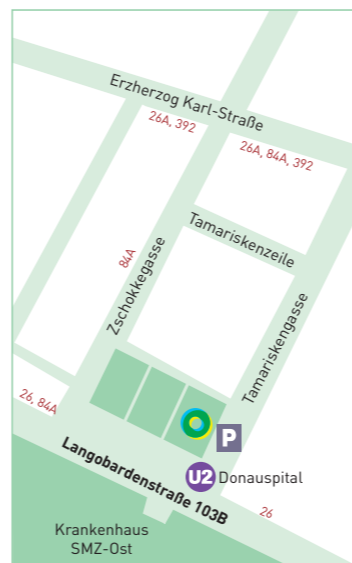 Erzherzog Karl-Straße
26A, 392
26A, 84A, 392
Tamariskenzeile
84A
Zschokkegasse
Tamariskengasse
26, 84A
P
Langobardenstraße 103B
U2 Donauspital
26
Krankenhaus
SMZ-Ost